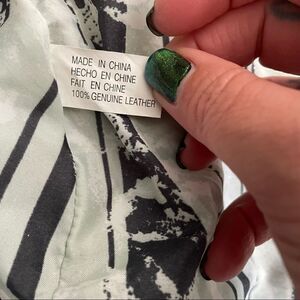 MADE IN CHINA
HECHO EN CHINE
FAIT EN CHINE
100% GENUINE LEATHER